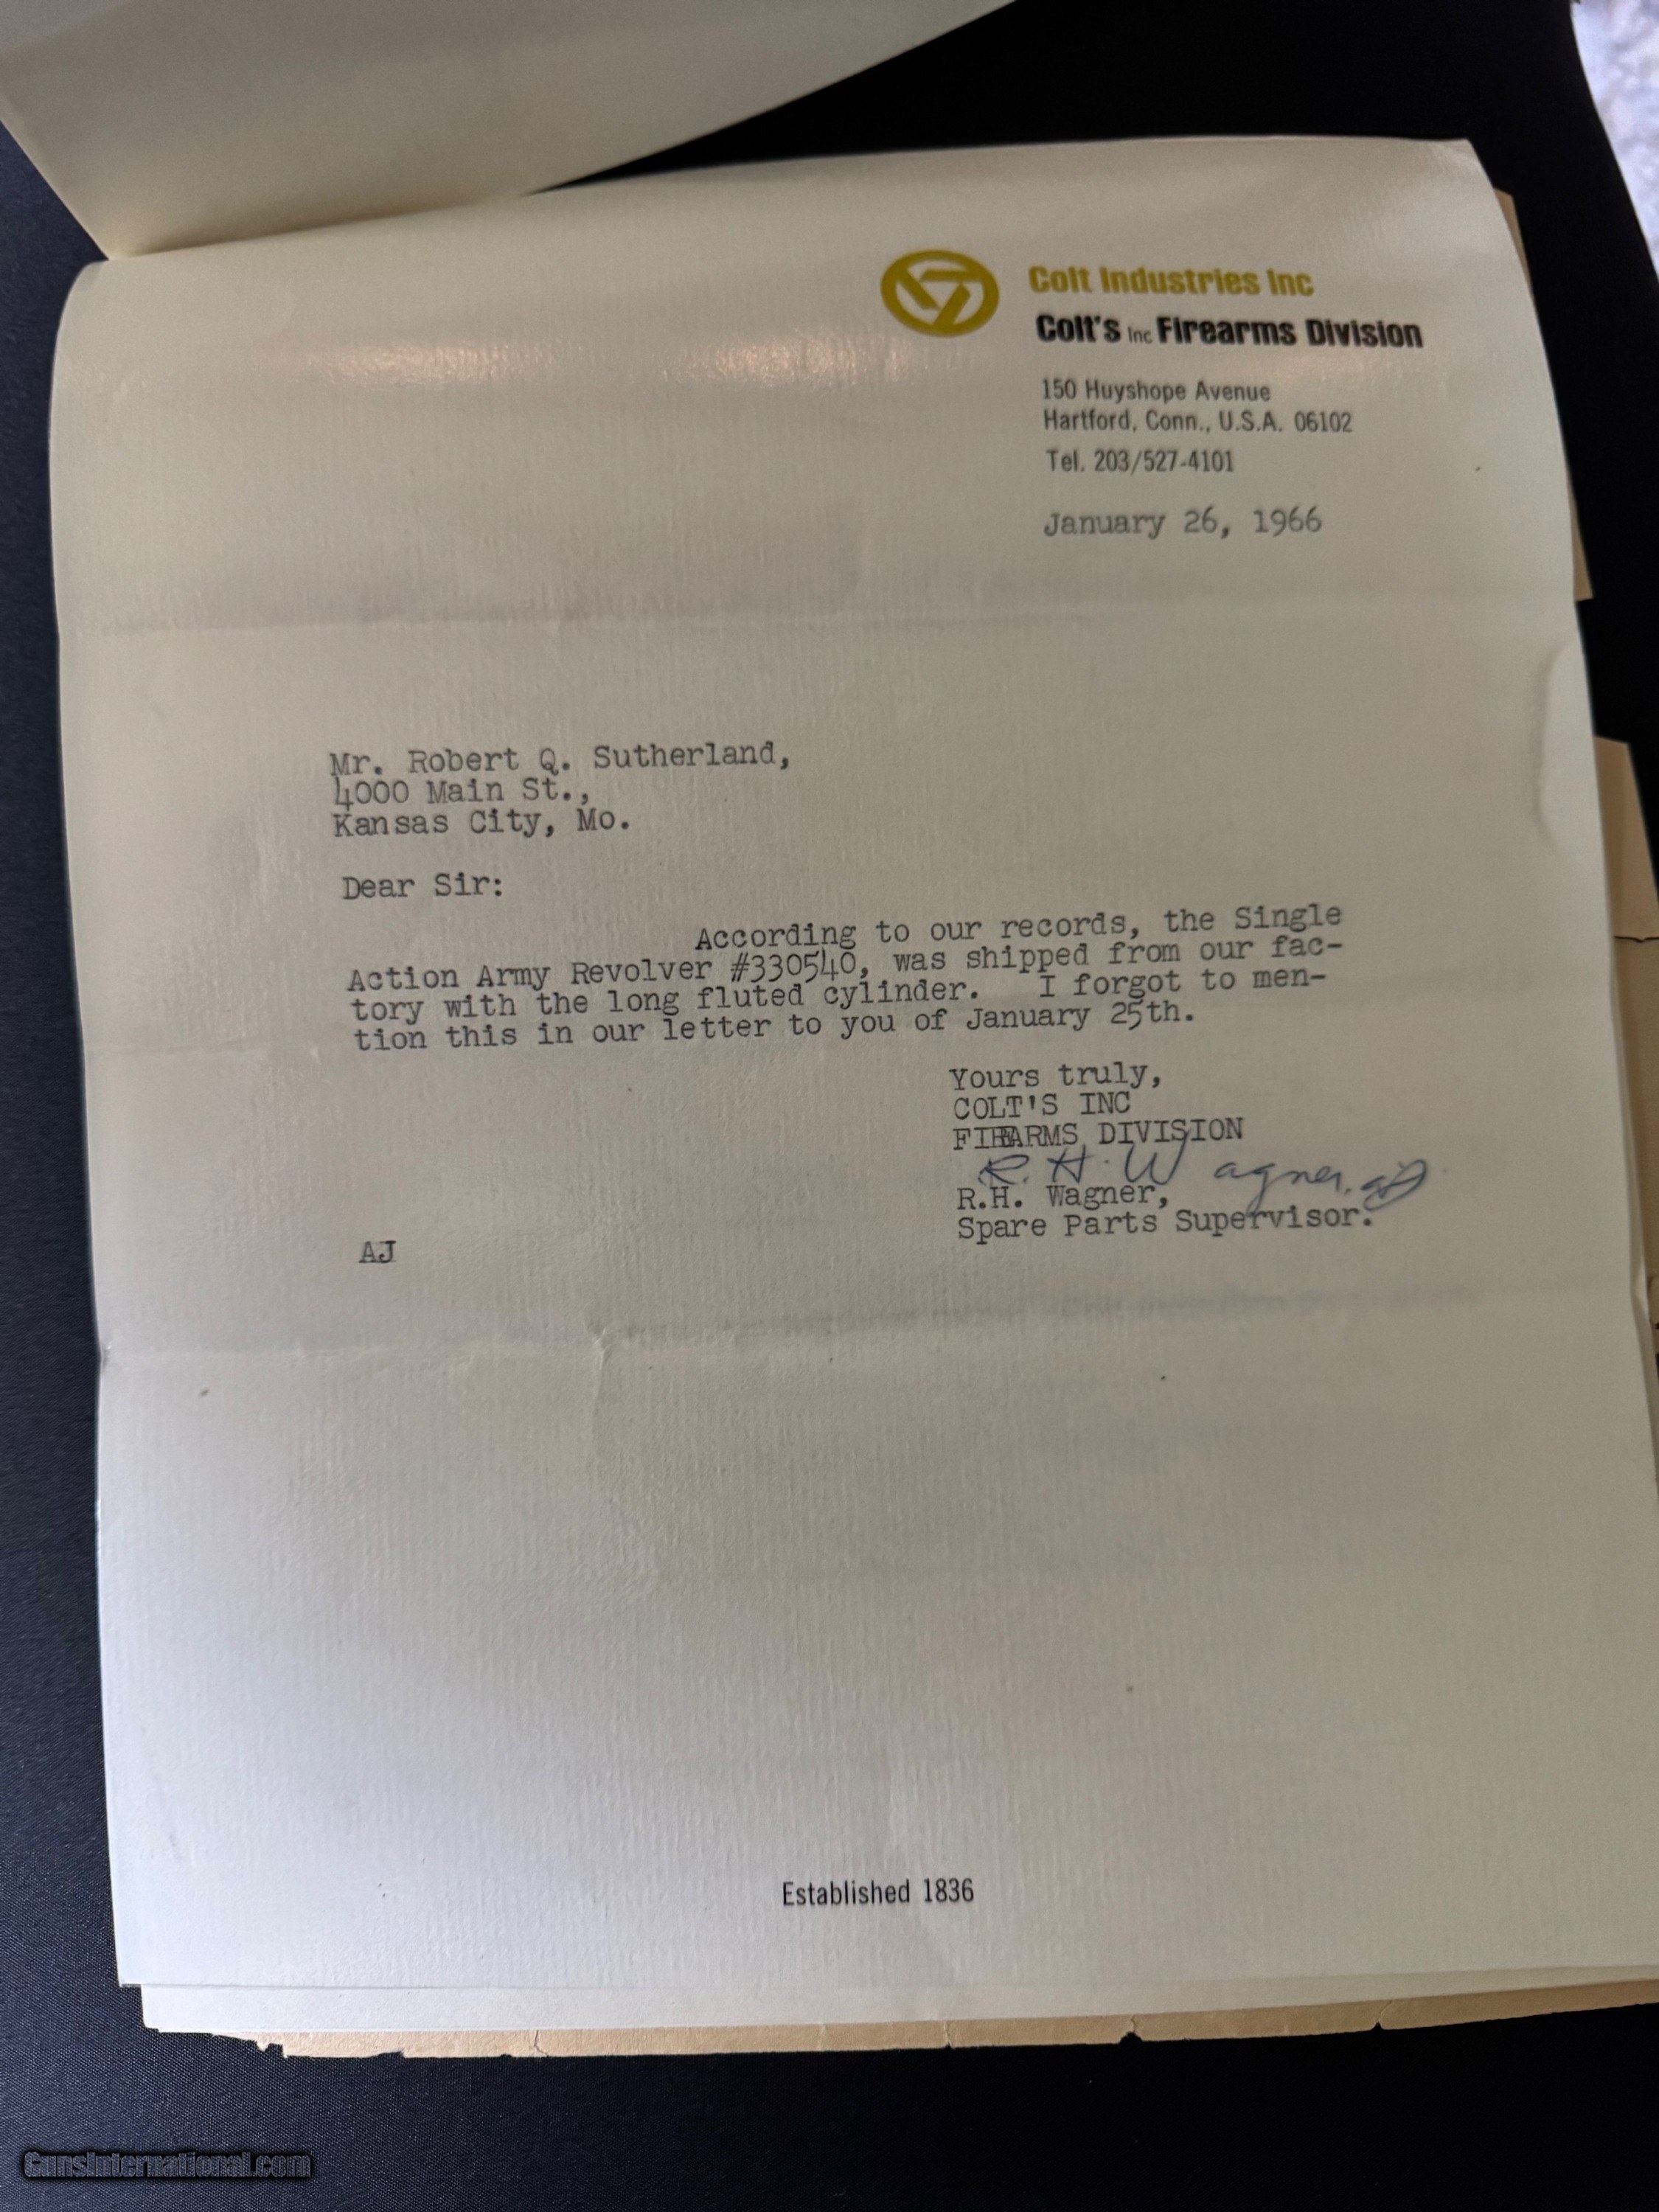 Colt Industries Inc
Colt's Inc Firearms Division
150 Huyshope Avenue
Hartford, Conn., U.S.A. 06102
Tel. 203/527-4101
January 26, 1966
Mr. Robert Q. Sutherland,
4000 Main St.,
Kansas City, Mo.
Dear Sir:
According to our records, the Single
Action Army Revolver #330540, was shipped from our fac-
tory with the long fluted cylinder. I forgot to men-
tion this in our letter to you of January 25th.
Yours truly,
COLT'S INC
FIREARMS DIVISION
R. H. Wagner.
R.H. Wagner,
Spare Parts Supervisor.
AJ
Established 1836
GunsInternational.com